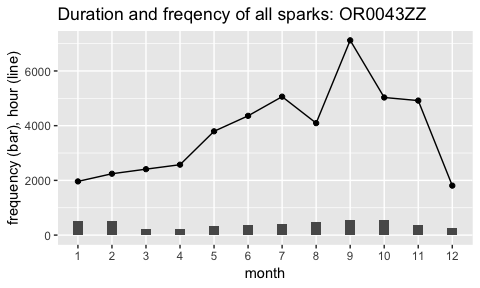 Duration and freqency of all sparks: OR0043ZZ
frequency (bar), hour (line)
6000
4000
2000
0
1 2 3 4 5 6 7 8 9 10 11 12
month